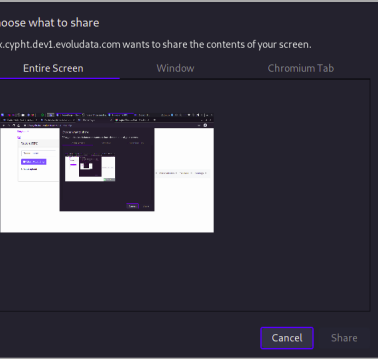 oose what to share
x.cypht.dev1.evoludata.com wants to share the contents of your screen.
Entire Screen
Window
Chromium Tab
Cancel
Share